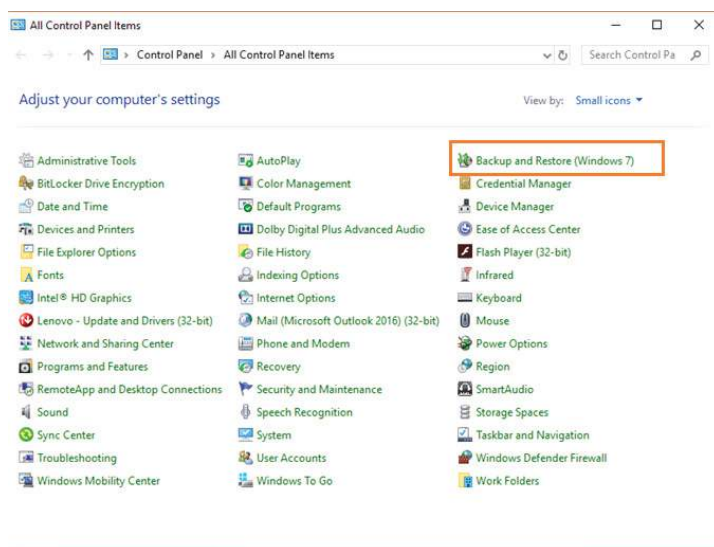 All Control Panel Items
Control Panel > All Control Panel Items
Search Control Pa
Adjust your computer's settings
View by: Small icons
Administrative Tools
AutoPlay
Backup and Restore (Windows 7)
BitLocker Drive Encryption
Color Management
Credential Manager
Date and Time
Default Programs
Device Manager
Devices and Printers
Dolby Digital Plus Advanced Audio
Ease of Access Center
File Explorer Options
File History
Flash Player (32-bit)
Fonts
Indexing Options
Infrared
Intel® HD Graphics
Internet Options
Keyboard
Lenovo - Update and Drivers (32-bit)
Mail (Microsoft Outlook 2016) (32-bit)
Mouse
Network and Sharing Center
Phone and Modem
Power Options
Programs and Features
Recovery
Region
RemoteApp and Desktop Connections
Security and Maintenance
SmartAudio
Sound
Speech Recognition
Storage Spaces
Sync Center
System
Taskbar and Navigation
Troubleshooting
User Accounts
Windows Defender Firewall
Windows Mobility Center
Windows To Go
Work Folders